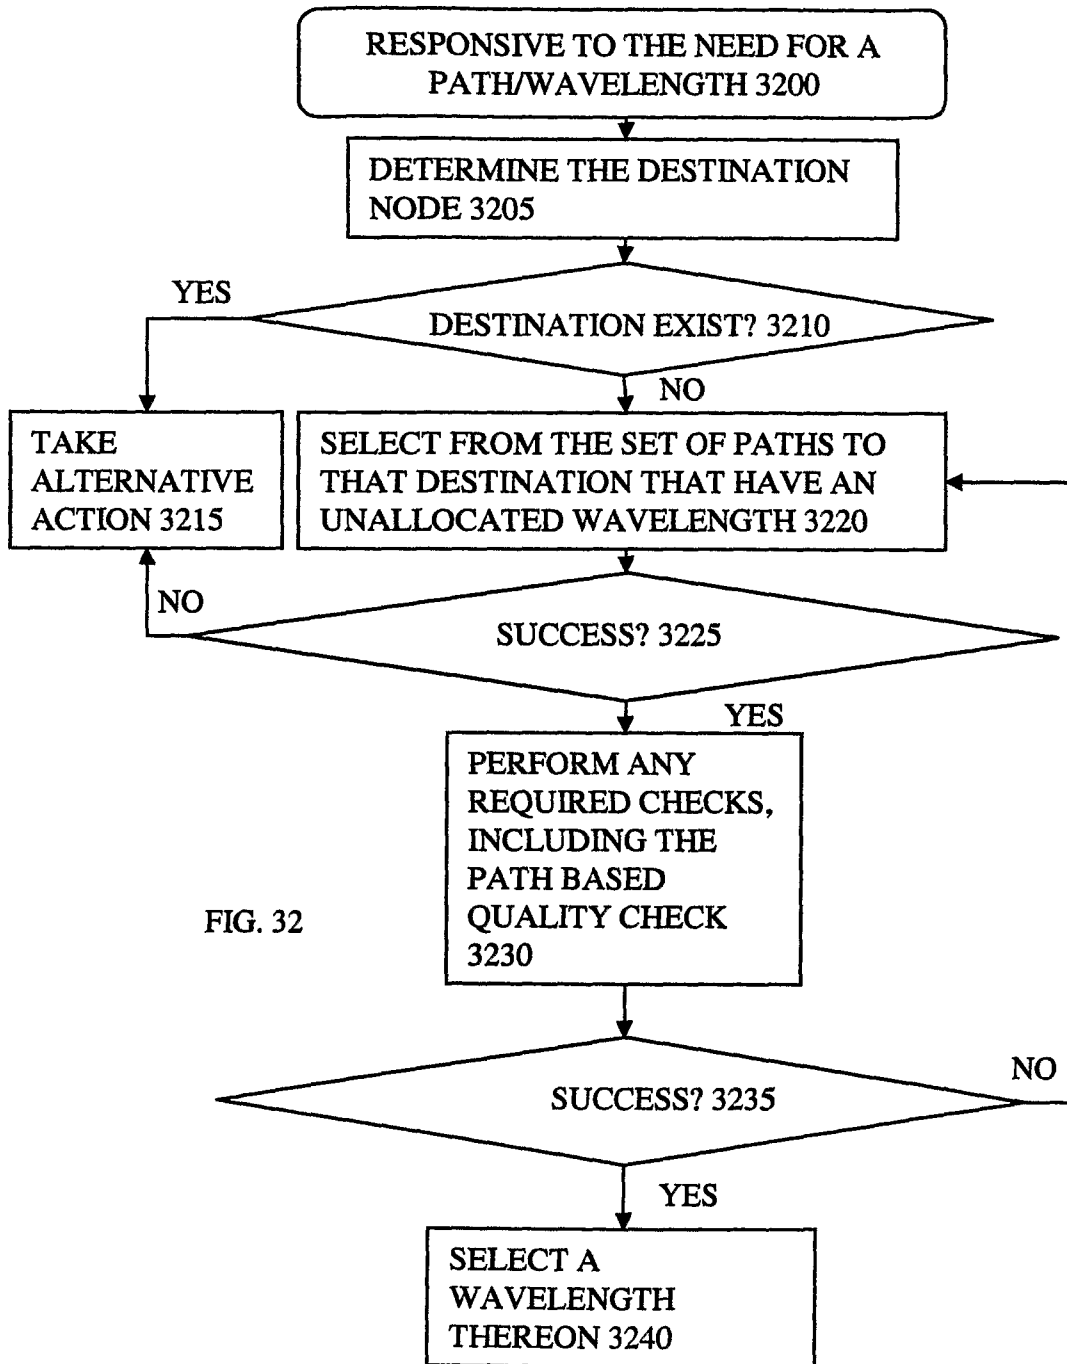 RESPONSIVE TO THE NEED FOR A
PATH/WAVELENGTH 3200
DETERMINE THE DESTINATION
NODE 3205
YES
DESTINATION EXIST? 3210
NO
TAKE
ALTERNATIVE
ACTION 3215
SELECT FROM THE SET OF PATHS TO
THAT DESTINATION THAT HAVE AN
UNALLOCATED WAVELENGTH 3220
NO
SUCCESS? 3225
YES
PERFORM ANY
REQUIRED CHECKS,
INCLUDING THE
PATH BASED
QUALITY CHECK
3230
FIG. 32
SUCCESS? 3235
NO
YES
SELECT A
WAVELENGTH
THEREON 3240